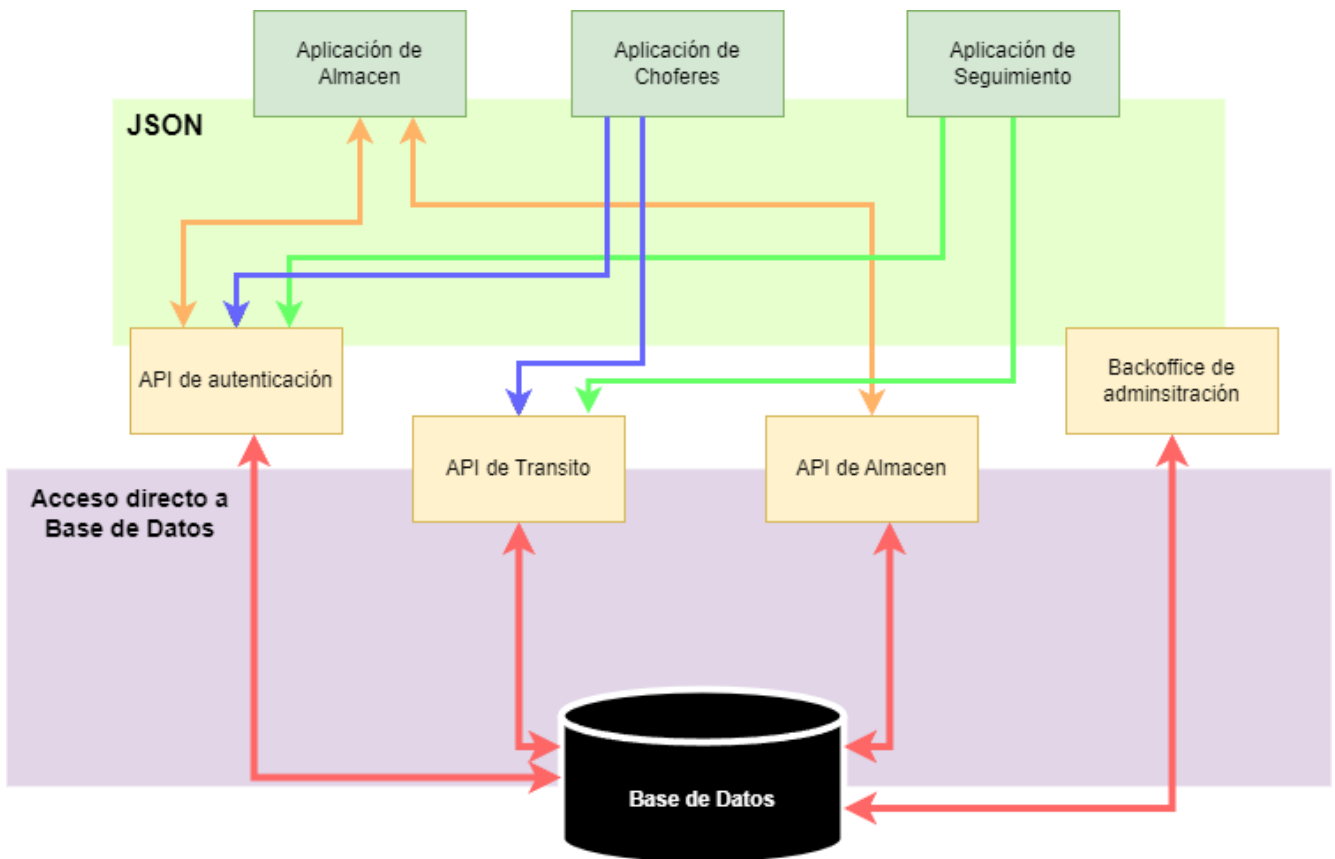 Aplicación de
Almacen
Aplicación de
Choferes
Aplicación de
Seguimiento
JSON
API de autenticación
Backoffice de
adminsitración
API de Transito
API de Almacen
Acceso directo a
Base de Datos
Base de Datos